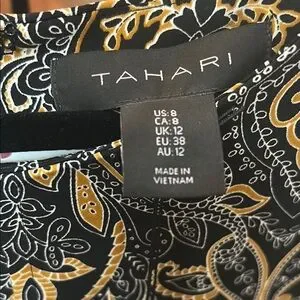 TAHARI
US:8
CA:8
UK:12
EU:38
AU:12
MADE IN
VIETNAM